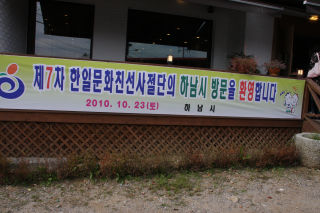 제7차 한일문화친선사절단의 하남시 방문을 환영합니다
2010. 10. 23(토) 하 남 시